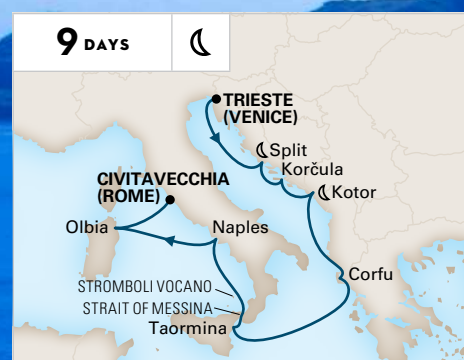 9 DAYS
TRIESTE
(VENICE)
Split
Korčula
Kotor
CIVITAVECCHIA
(ROME)
Olbia
Naples
Corfu
STROMBOLI VOCANO
STRAIT OF MESSINA
Taormina